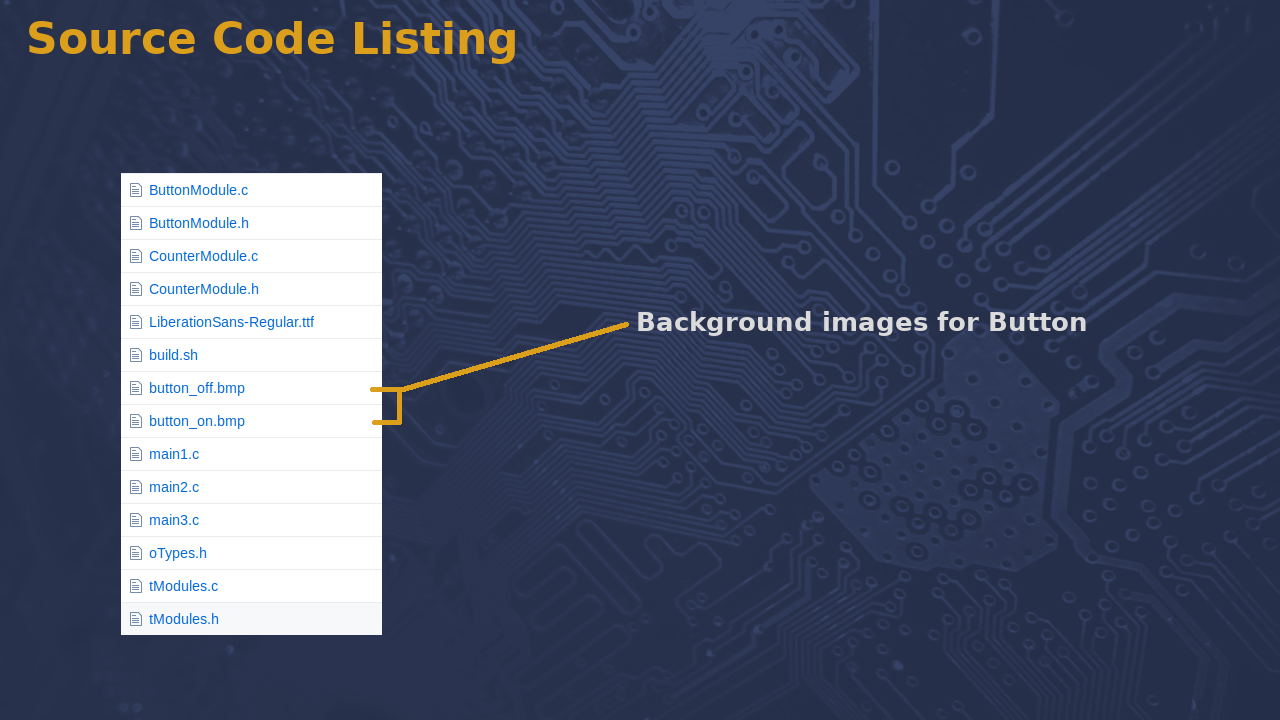 Source Code Listing
ButtonModule.c
ButtonModule.h
CounterModule.c
CounterModule.h
LiberationSans-Regular.ttf
build.sh
button_off.bmp
button_on.bmp
main1.c
main2.c
main3.c
oTypes.h
tModules.c
tModules.h
Background images for Button